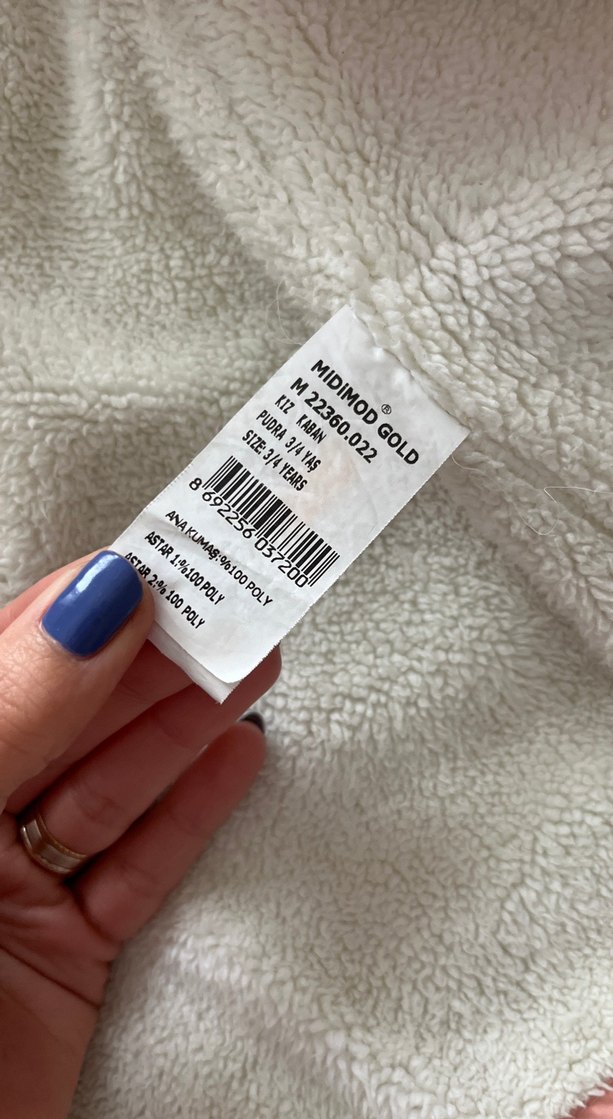 MIDIMOD ® GOLD
M 22360.022
KIZ KABAN
PUDRA 3/4 YAŞ
SIZE: 3/4 YEARS
8 692256 037200
ANA KUMAŞ:%100 POLY
ASTAR 1:%100 POLY
ASTAR 2:% 100 POLY